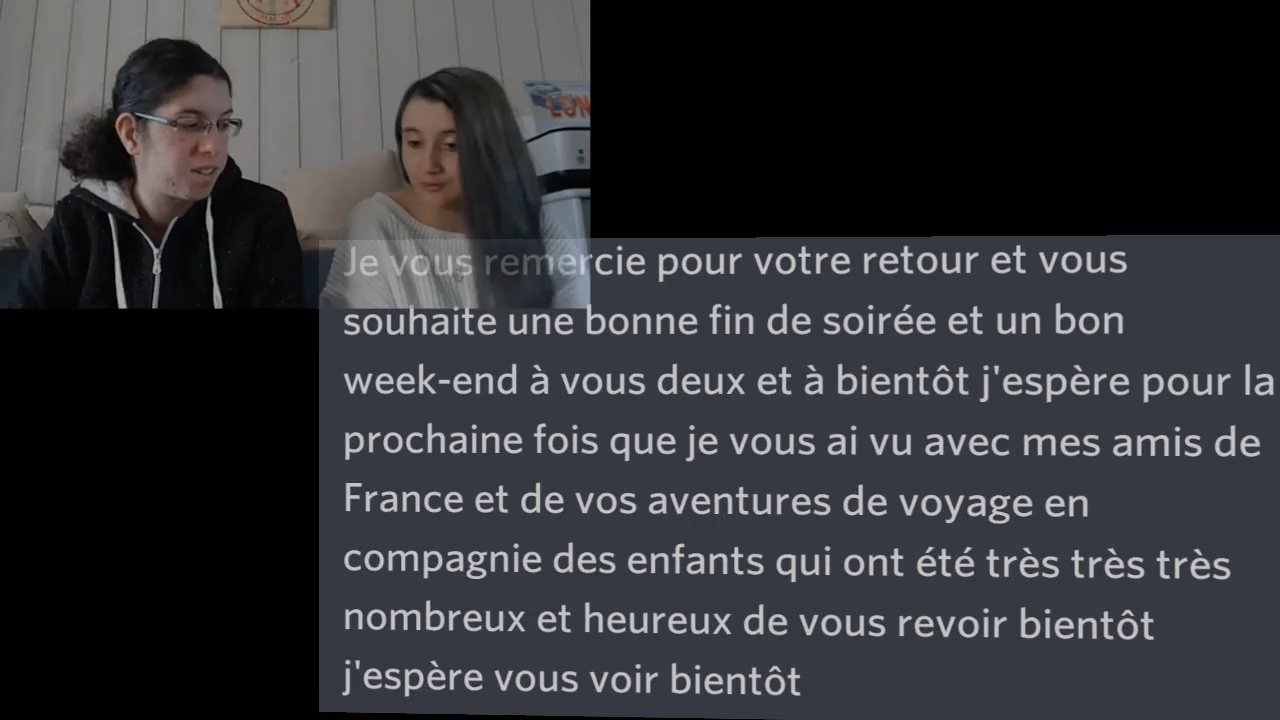 LON
Je vous remercie pour votre retour et vous
souhaite une bonne fin de soirée et un bon
week-end à vous deux et à bientôt j'espère pour la
prochaine fois que je vous ai vu avec mes amis de
France et de vos aventures de voyage en
compagnie des enfants qui ont été très très très
nombreux et heureux de vous revoir bientôt
j'espère vous voir bientôt